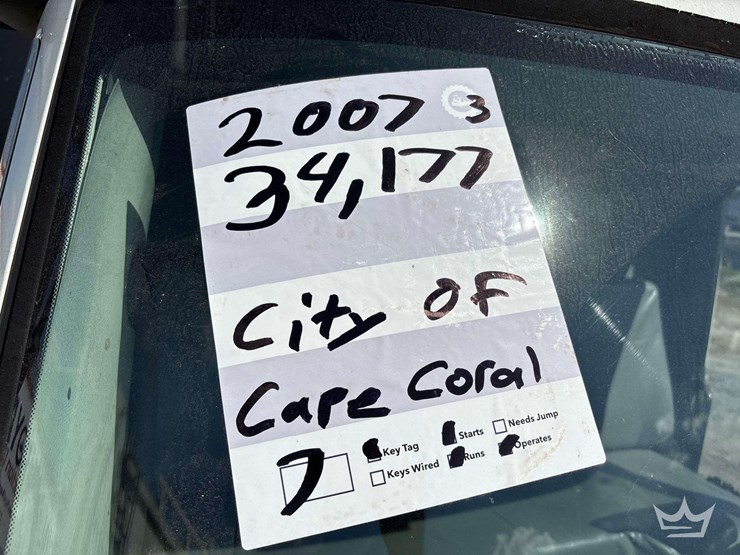 2007 3
34,177
City OF
Cape Coral
7
Key Tag Starts Needs Jump
Keys Wired Runs Operates